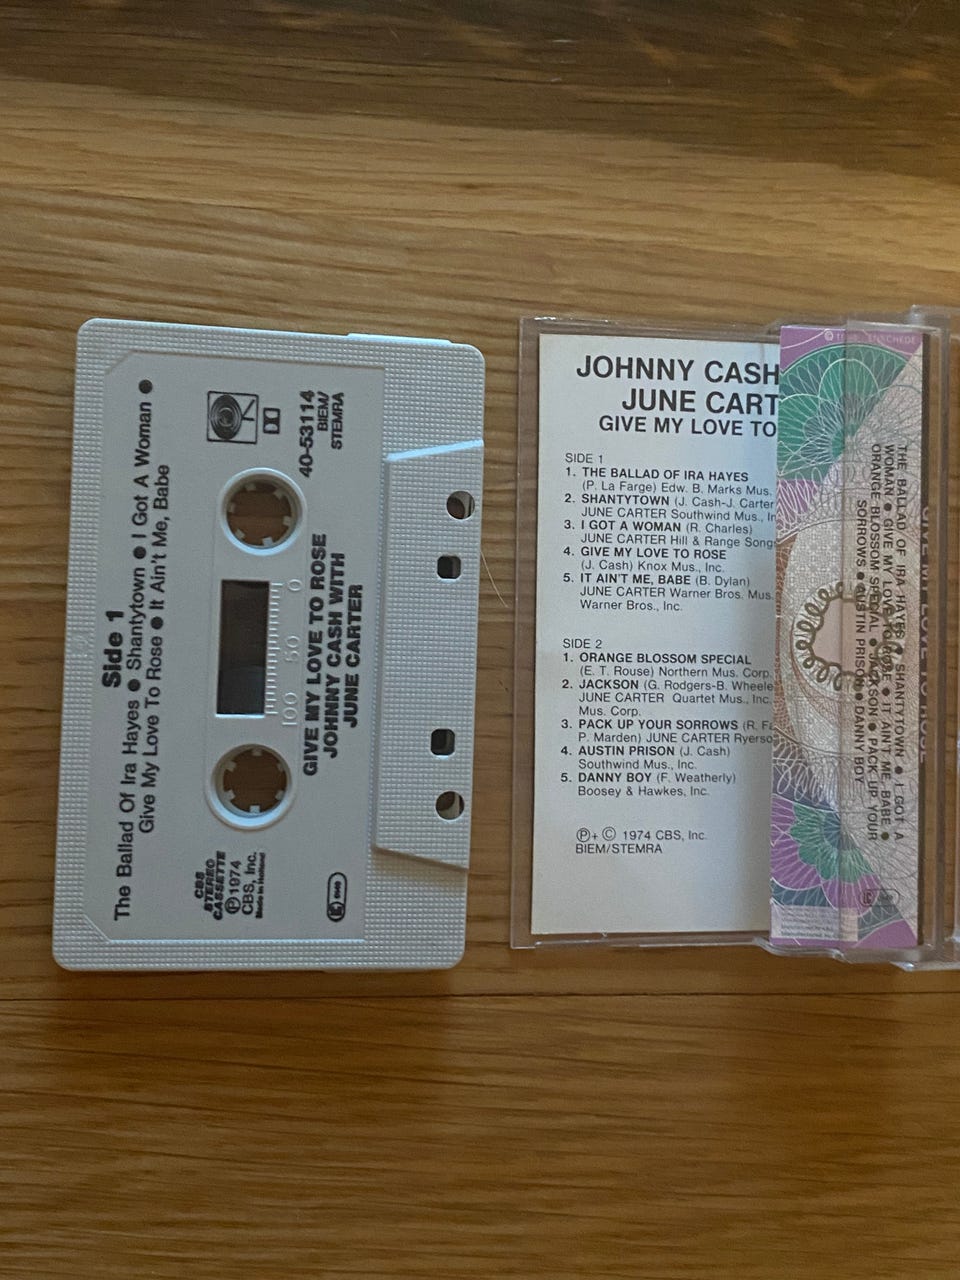 Side 1
The Ballad Of Ira Hayes ● Shantytown ● I Got A Woman ●
Give My Love To Rose ● It Ain't Me, Babe
40-53114
BIEM/
STEMRA
100 50 0
CBS
STEREO
CASSETTE
Ⓟ 1974
CBS, Inc.
Made in Holland
GIVE MY LOVE TO ROSE
JOHNNY CASH WITH
JUNE CARTER
JOHNNY CASH
JUNE CART
GIVE MY LOVE TO
SIDE 1
1. THE BALLAD OF IRA HAYES
(P. La Farge) Edw. B. Marks Mus.
2. SHANTYTOWN (J. Cash-J. Carter
JUNE CARTER Southwind Mus., In
3. I GOT A WOMAN (R. Charles)
JUNE CARTER Hill & Range Song
4. GIVE MY LOVE TO ROSE
(J. Cash) Knox Mus., Inc.
5. IT AIN'T ME, BABE (B. Dylan)
JUNE CARTER Warner Bros. Mus.
Warner Bros., Inc.
SIDE 2
1. ORANGE BLOSSOM SPECIAL
(E. T. Rouse) Northern Mus. Corp.
2. JACKSON (G. Rodgers-B. Wheele
JUNE CARTER Quartet Mus., Inc.
Mus. Corp.
3. PACK UP YOUR SORROWS (R. Fa
P. Marden) JUNE CARTER Ryerso
4. AUSTIN PRISON (J. Cash)
Southwind Mus., Inc.
5. DANNY BOY (F. Weatherly)
Boosey & Hawkes, Inc.
Ⓟ+ © 1974 CBS, Inc.
BIEM/STEMRA
ENSCHEDE
THE BALLAD OF IRA HAYES ● SHANTYTOWN ● I GOT A
WOMAN ● GIVE MY LOVE TO ROSE ● IT AIN'T ME, BABE ●
ORANGE BLOSSOM SPECIAL ● JACKSON ● PACK UP YOUR
SORROWS ● AUSTIN PRISON ● DANNY BOY
GIVE MY LOVE TO ROSE